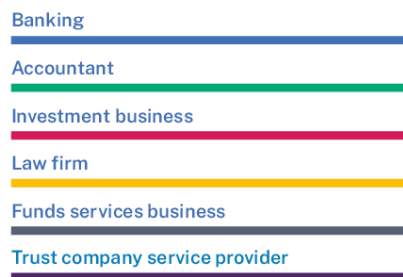 Banking
Accountant
Investment business
Law firm
Funds services business
Trust company service provider